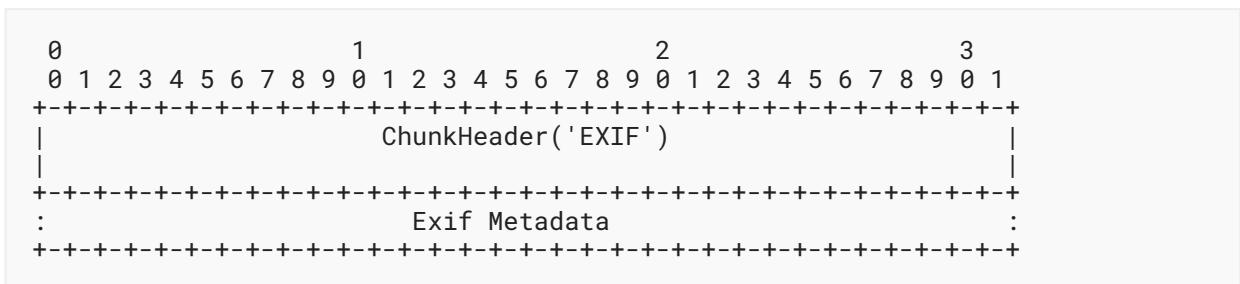 0                   1                   2                   3
 0 1 2 3 4 5 6 7 8 9 0 1 2 3 4 5 6 7 8 9 0 1 2 3 4 5 6 7 8 9 0 1
+-+-+-+-+-+-+-+-+-+-+-+-+-+-+-+-+-+-+-+-+-+-+-+-+-+-+-+-+-+-+-+-+
|                      ChunkHeader('EXIF')                      |
|                                                               |
+-+-+-+-+-+-+-+-+-+-+-+-+-+-+-+-+-+-+-+-+-+-+-+-+-+-+-+-+-+-+-+-+
:                        Exif Metadata                          :
+-+-+-+-+-+-+-+-+-+-+-+-+-+-+-+-+-+-+-+-+-+-+-+-+-+-+-+-+-+-+-+-+